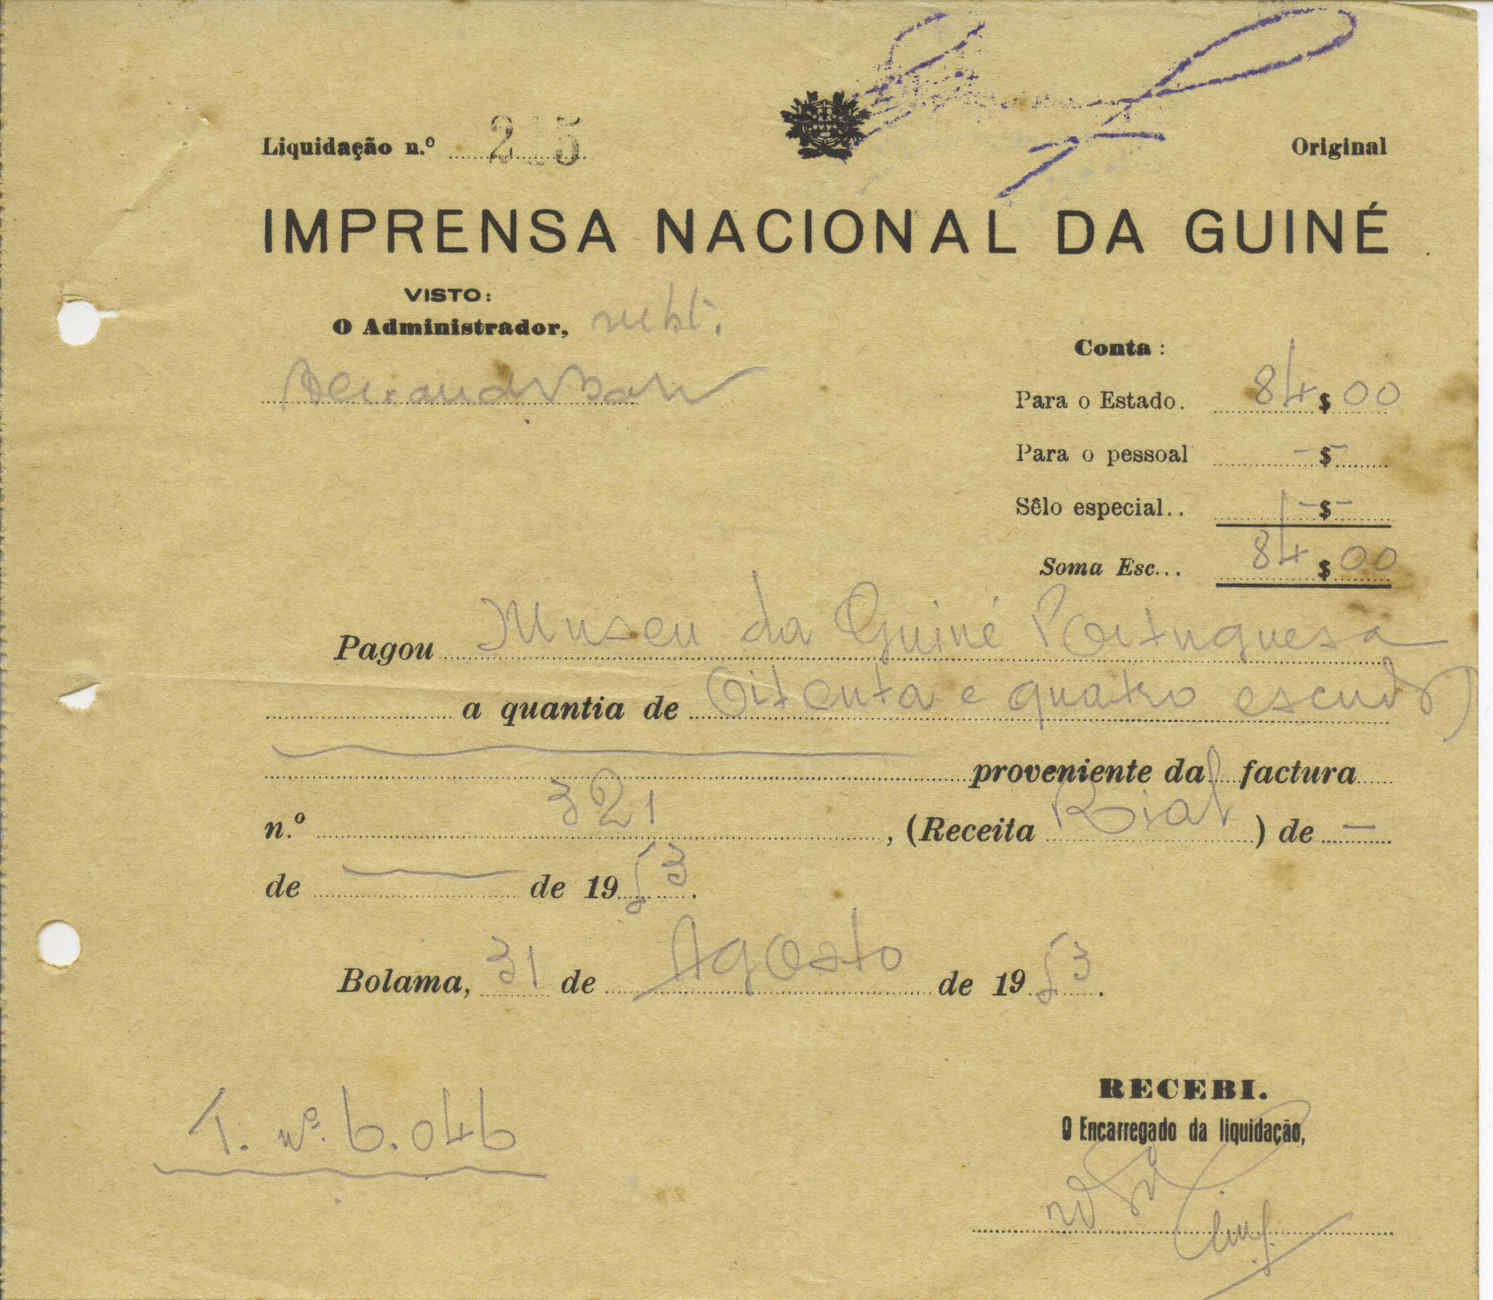 Liquidação n.º
Original
IMPRENSA NACIONAL DA GUINÉ
VISTO:
O Administrador, subst.
Conta:
Para o Estado. 84$00
Para o pessoal -$-
Sêlo especial.. -$-
Soma Esc... 84$00
Pagou Museu da Guiné Portuguesa
a quantia de Oitenta e quatro escudos
proveniente da factura
n.º 321, (Receita ) de —
de — de 1953.
Bolama, 31 de Agosto de 1953.
T. nº. 6.046
RECEBI.
O Encarregado da liquidação,